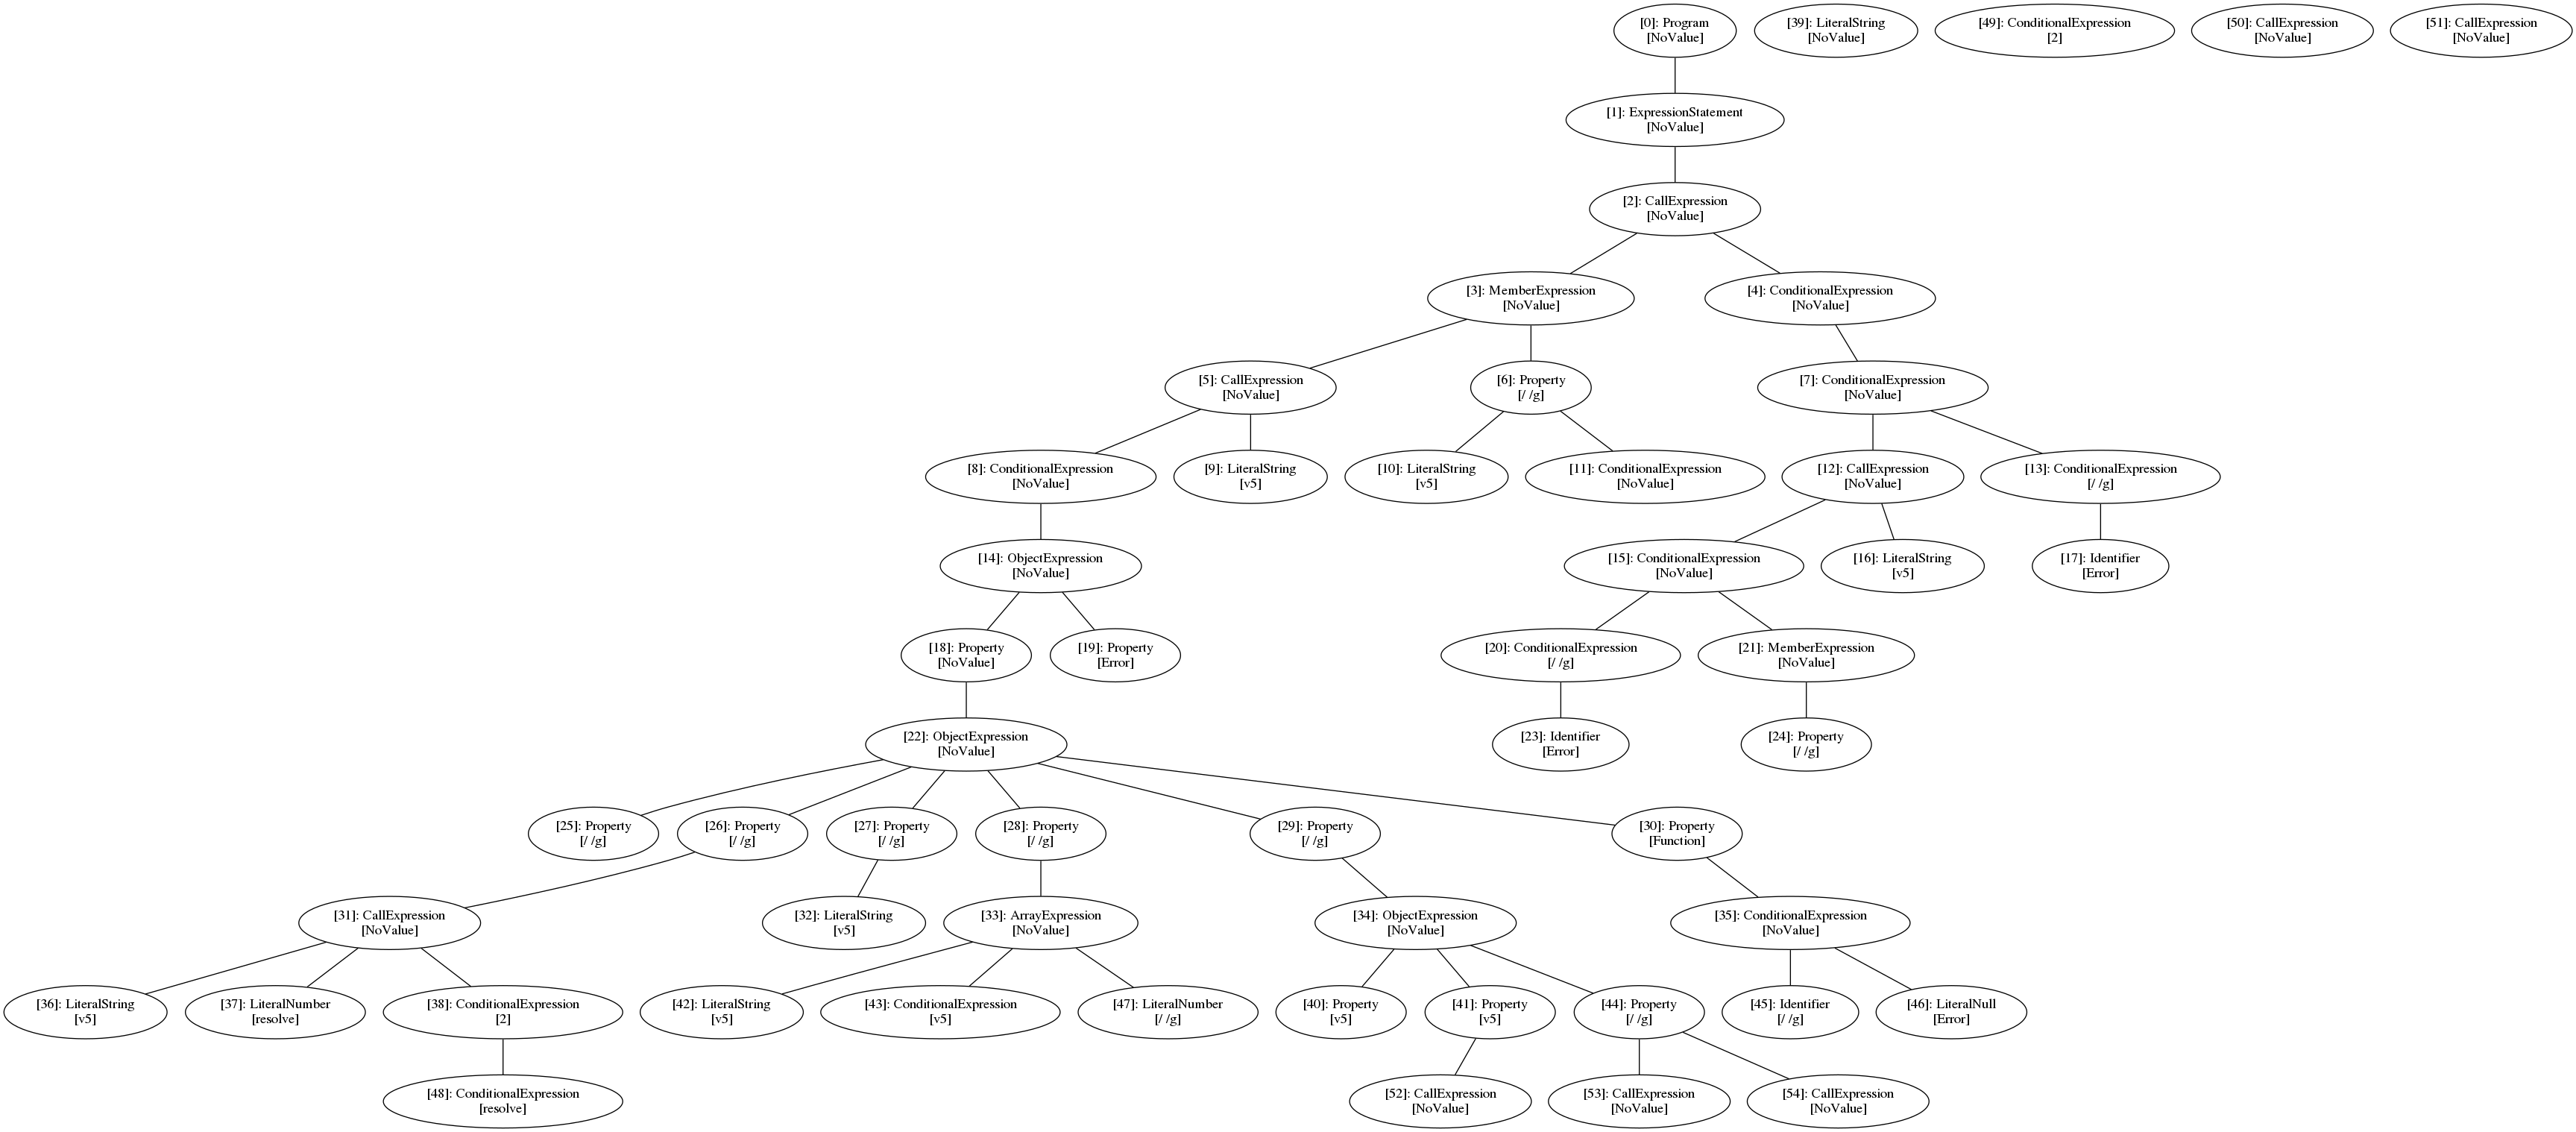 [0]: Program
[NoValue]
[39]: LiteralString
[NoValue]
[49]: ConditionalExpression
[2]
[50]: CallExpression
[NoValue]
[51]: CallExpression
[NoValue]
[1]: ExpressionStatement
[NoValue]
[2]: CallExpression
[NoValue]
[3]: MemberExpression
[NoValue]
[4]: ConditionalExpression
[NoValue]
[5]: CallExpression
[NoValue]
[6]: Property
[/ /g]
[7]: ConditionalExpression
[NoValue]
[8]: ConditionalExpression
[NoValue]
[9]: LiteralString
[v5]
[10]: LiteralString
[v5]
[11]: ConditionalExpression
[NoValue]
[12]: CallExpression
[NoValue]
[13]: ConditionalExpression
[/ /g]
[14]: ObjectExpression
[NoValue]
[15]: ConditionalExpression
[NoValue]
[16]: LiteralString
[v5]
[17]: Identifier
[Error]
[18]: Property
[NoValue]
[19]: Property
[Error]
[20]: ConditionalExpression
[/ /g]
[21]: MemberExpression
[NoValue]
[22]: ObjectExpression
[NoValue]
[23]: Identifier
[Error]
[24]: Property
[/ /g]
[25]: Property
[/ /g]
[26]: Property
[/ /g]
[27]: Property
[/ /g]
[28]: Property
[/ /g]
[29]: Property
[/ /g]
[30]: Property
[Function]
[31]: CallExpression
[NoValue]
[32]: LiteralString
[v5]
[33]: ArrayExpression
[NoValue]
[34]: ObjectExpression
[NoValue]
[35]: ConditionalExpression
[NoValue]
[36]: LiteralString
[v5]
[37]: LiteralNumber
[resolve]
[38]: ConditionalExpression
[2]
[42]: LiteralString
[v5]
[43]: ConditionalExpression
[v5]
[47]: LiteralNumber
[/ /g]
[40]: Property
[v5]
[41]: Property
[v5]
[44]: Property
[/ /g]
[45]: Identifier
[/ /g]
[46]: LiteralNull
[Error]
[48]: ConditionalExpression
[resolve]
[52]: CallExpression
[NoValue]
[53]: CallExpression
[NoValue]
[54]: CallExpression
[NoValue]